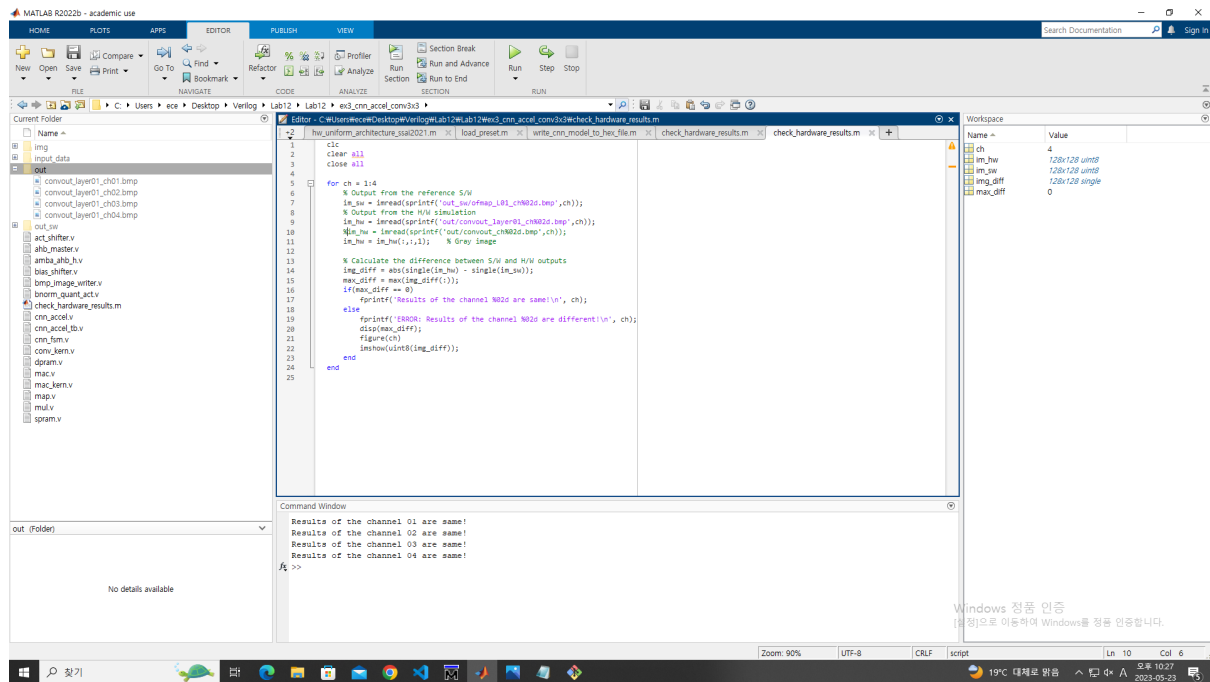 MATLAB R2022b - academic use
HOME PLOTS APPS EDITOR PUBLISH VIEW
Search Documentation
Sign In
New Open Save
Compare
Print
Go To
Find
Bookmark
Refactor
Profiler
Analyze
Run Section
Section Break
Run and Advance
Run to End
Run Step Stop
FILE NAVIGATE CODE ANALYZE SECTION RUN
C: Users ece Desktop Verilog Lab12 Lab12 ex3_cnn_accel_conv3x3
Current Folder
Name
img
input_data
out
convout_layer01_ch01.bmp
convout_layer01_ch02.bmp
convout_layer01_ch03.bmp
convout_layer01_ch04.bmp
out_sw
act_shifter.v
ahb_master.v
amba_ahb_h.v
bias_shifter.v
bmp_image_writer.v
bnorm_quant_act.v
check_hardware_results.m
cnn_accel.v
cnn_accel_tb.v
cnn_fsm.v
conv_kern.v
dpram.v
mac.v
mac_kern.v
map.v
mul.v
spram.v
out (Folder)
No details available
Editor - C:₩Users₩ece₩Desktop₩Verilog₩Lab12₩Lab12₩ex3_cnn_accel_conv3x3₩check_hardware_results.m
+2 hw_uniform_architecture_ssai2021.m load_preset.m write_cnn_model_to_hex_file.m check_hardware_results.m check_hardware_results.m
1 clc
2 clear all
3 close all
4
5 for ch = 1:4
6 % Output from the reference S/W
7 im_sw = imread(sprintf('out_sw/ofmap_L01_ch%02d.bmp',ch));
8 % Output from the H/W simulation
9 im_hw = imread(sprintf('out/convout_layer01_ch%02d.bmp',ch));
10 %im_hw = imread(sprintf('out/convout_ch%02d.bmp',ch));
11 im_hw = im_hw(:,:,1); % Gray image
12
13 % Calculate the difference between S/W and H/W outputs
14 img_diff = abs(single(im_hw) - single(im_sw));
15 max_diff = max(img_diff(:));
16 if(max_diff == 0)
17 fprintf('Results of the channel %02d are same!\n', ch);
18 else
19 fprintf('ERROR: Results of the channel %02d are different!\n', ch);
20 disp(max_diff);
21 figure(ch)
22 imshow(uint8(img_diff));
23 end
24 end
25
Command Window
Results of the channel 01 are same!
Results of the channel 02 are same!
Results of the channel 03 are same!
Results of the channel 04 are same!
fx >>
Workspace
Name Value
ch 4
im_hw 128x128 uint8
im_sw 128x128 uint8
img_diff 128x128 single
max_diff 0
Windows 정품 인증
[설정]으로 이동하여 Windows를 정품 인증합니다.
Zoom: 90% UTF-8 CRLF script Ln 10 Col 6
찾기
19°C 대체로 맑음
A
오후 10:27
2023-05-23